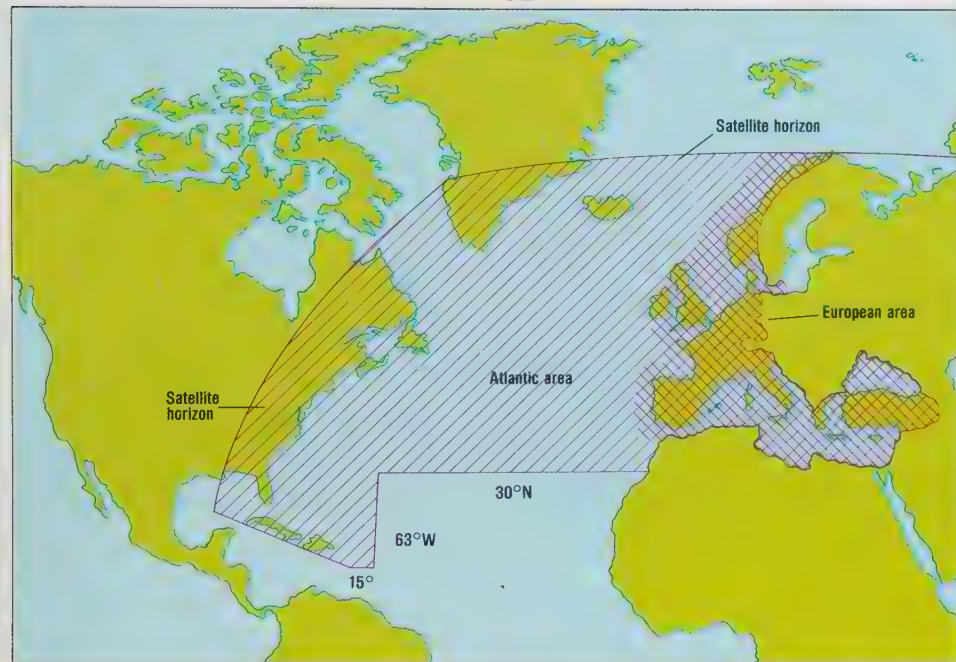 Satellite horizon
European area
Atlantic area
Satellite
horizon
30°N
63°W
15°